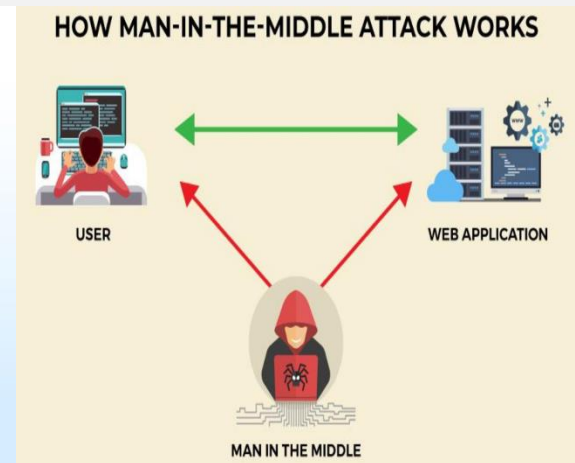 HOW MAN-IN-THE-MIDDLE ATTACK WORKS
USER
WEB APPLICATION
MAN IN THE MIDDLE